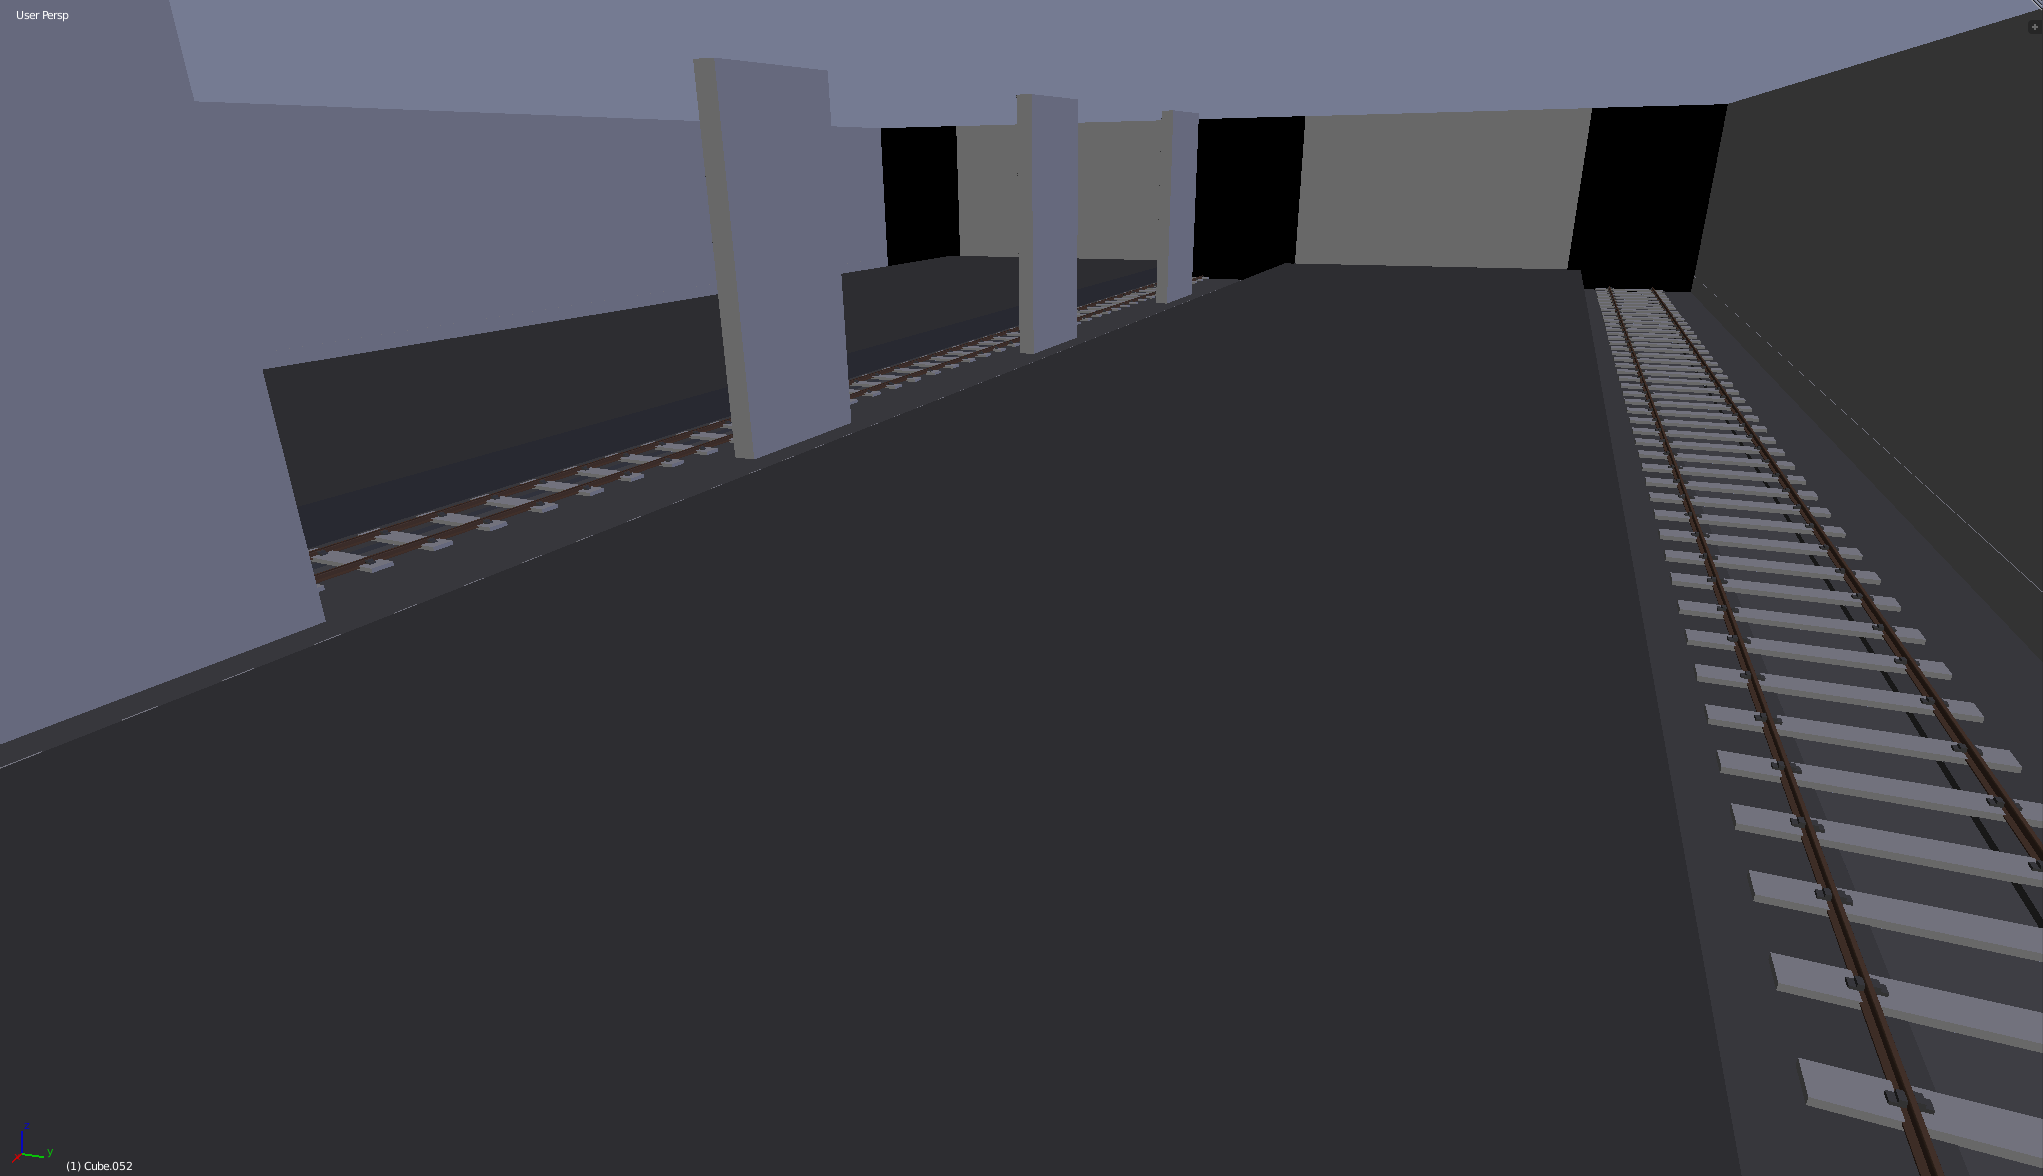 User Persp
z
y
(1) Cube.052